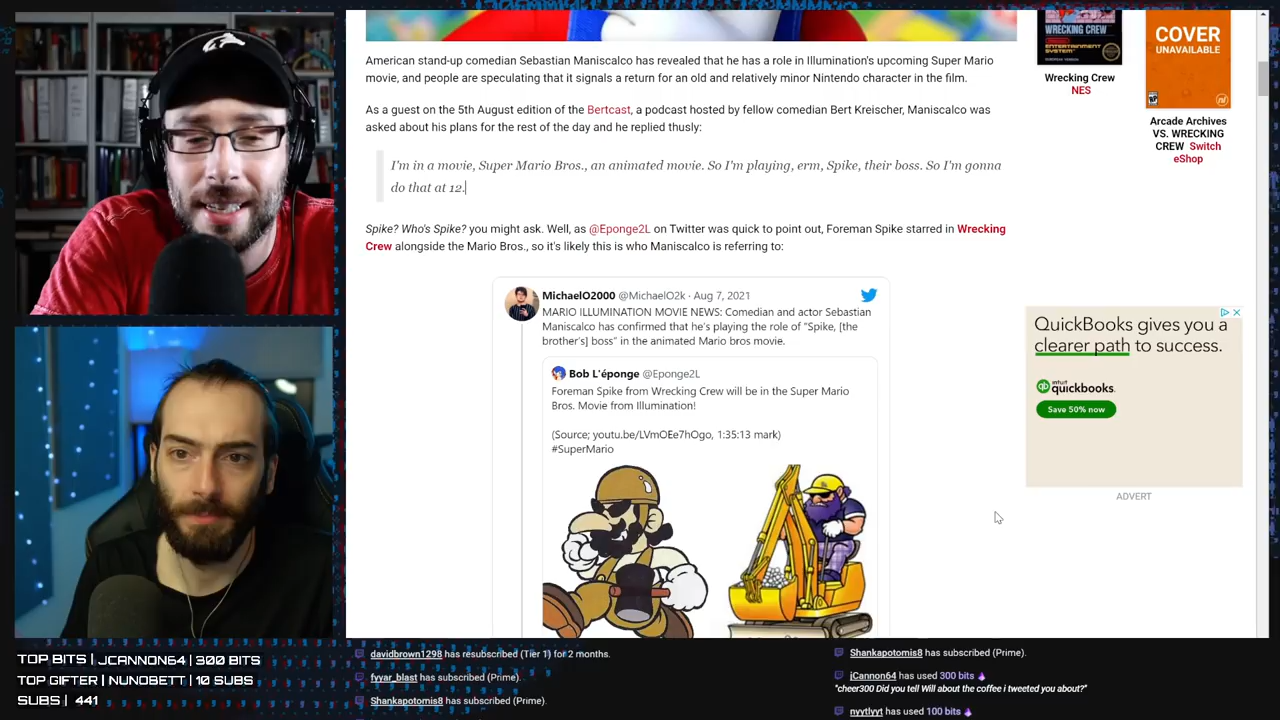 American stand-up comedian Sebastian Maniscalco has revealed that he has a role in Illumination's upcoming Super Mario
movie, and people are speculating that it signals a return for an old and relatively minor Nintendo character in the film.
As a guest on the 5th August edition of the Bertcast, a podcast hosted by fellow comedian Bert Kreischer, Maniscalco was
asked about his plans for the rest of the day and he replied thusly:
I'm in a movie, Super Mario Bros., an animated movie. So I'm playing, erm, Spike, their boss. So I'm gonna
do that at 12.
Spike? Who's Spike? you might ask. Well, as @Eponge2L on Twitter was quick to point out, Foreman Spike starred in Wrecking
Crew alongside the Mario Bros., so it's likely this is who Maniscalco is referring to:
MichaelO2000 @MichaelO2k · Aug 7, 2021
MARIO ILLUMINATION MOVIE NEWS: Comedian and actor Sebastian
Maniscalco has confirmed that he's playing the role of "Spike, [the
brother's] boss" in the animated Mario bros movie.
Bob L'éponge @Eponge2L
Foreman Spike from Wrecking Crew will be in the Super Mario
Bros. Movie from Illumination!
(Source; youtu.be/LVmOEe7hOgo, 1:35:13 mark)
#SuperMario
WRECKING CREW
ENTERTAINMENT
SYSTEM
Wrecking Crew
NES
COVER
UNAVAILABLE
Arcade Archives
VS. WRECKING
CREW Switch
eShop
QuickBooks gives you a
clearer path to success.
intuit
quickbooks.
Save 50% now
ADVERT
TOP BITS | JCANNON64 | 300 BITS
TOP GIFTER | NUNOBETT | 10 SUBS
SUBS | 441
davidbrown1298 has resubscribed (Tier 1) for 2 months.
fyyar_blast has subscribed (Prime).
Shankapotomis8 has subscribed (Prime).
Shankapotomis8 has subscribed (Prime).
jCannon64 has used 300 bits
"cheer300 Did you tell Will about the coffee i tweeted you about?"
nvytlyyt has used 100 bits